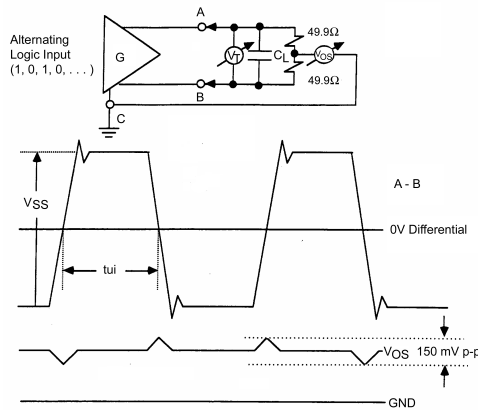 A
Alternating
Logic Input
(1, 0, 1, 0, . . . )
G
VT
CL
49.9Ω
VOS
49.9Ω
B
C
VSS
A - B
0V Differential
tui
VOS 150 mV p-p
GND